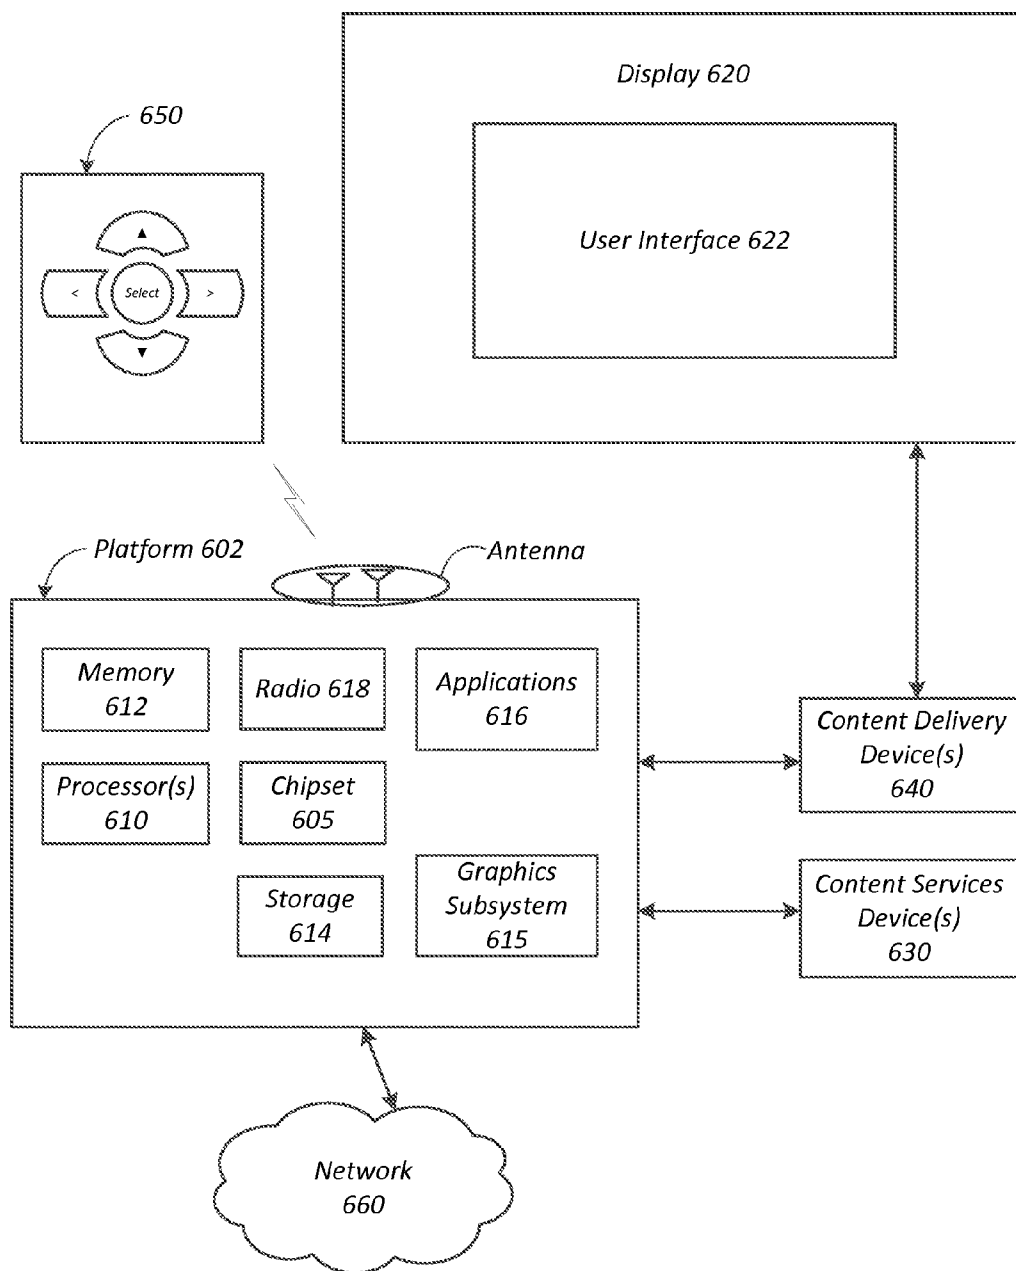 Display 620
650
User Interface 622
▲
<
Select
>
▼
Platform 602
Antenna
Memory
612
Radio 618
Applications
616
Processor(s)
610
Chipset
605
Content Delivery
Device(s)
640
Storage
614
Graphics
Subsystem
615
Content Services
Device(s)
630
Network
660